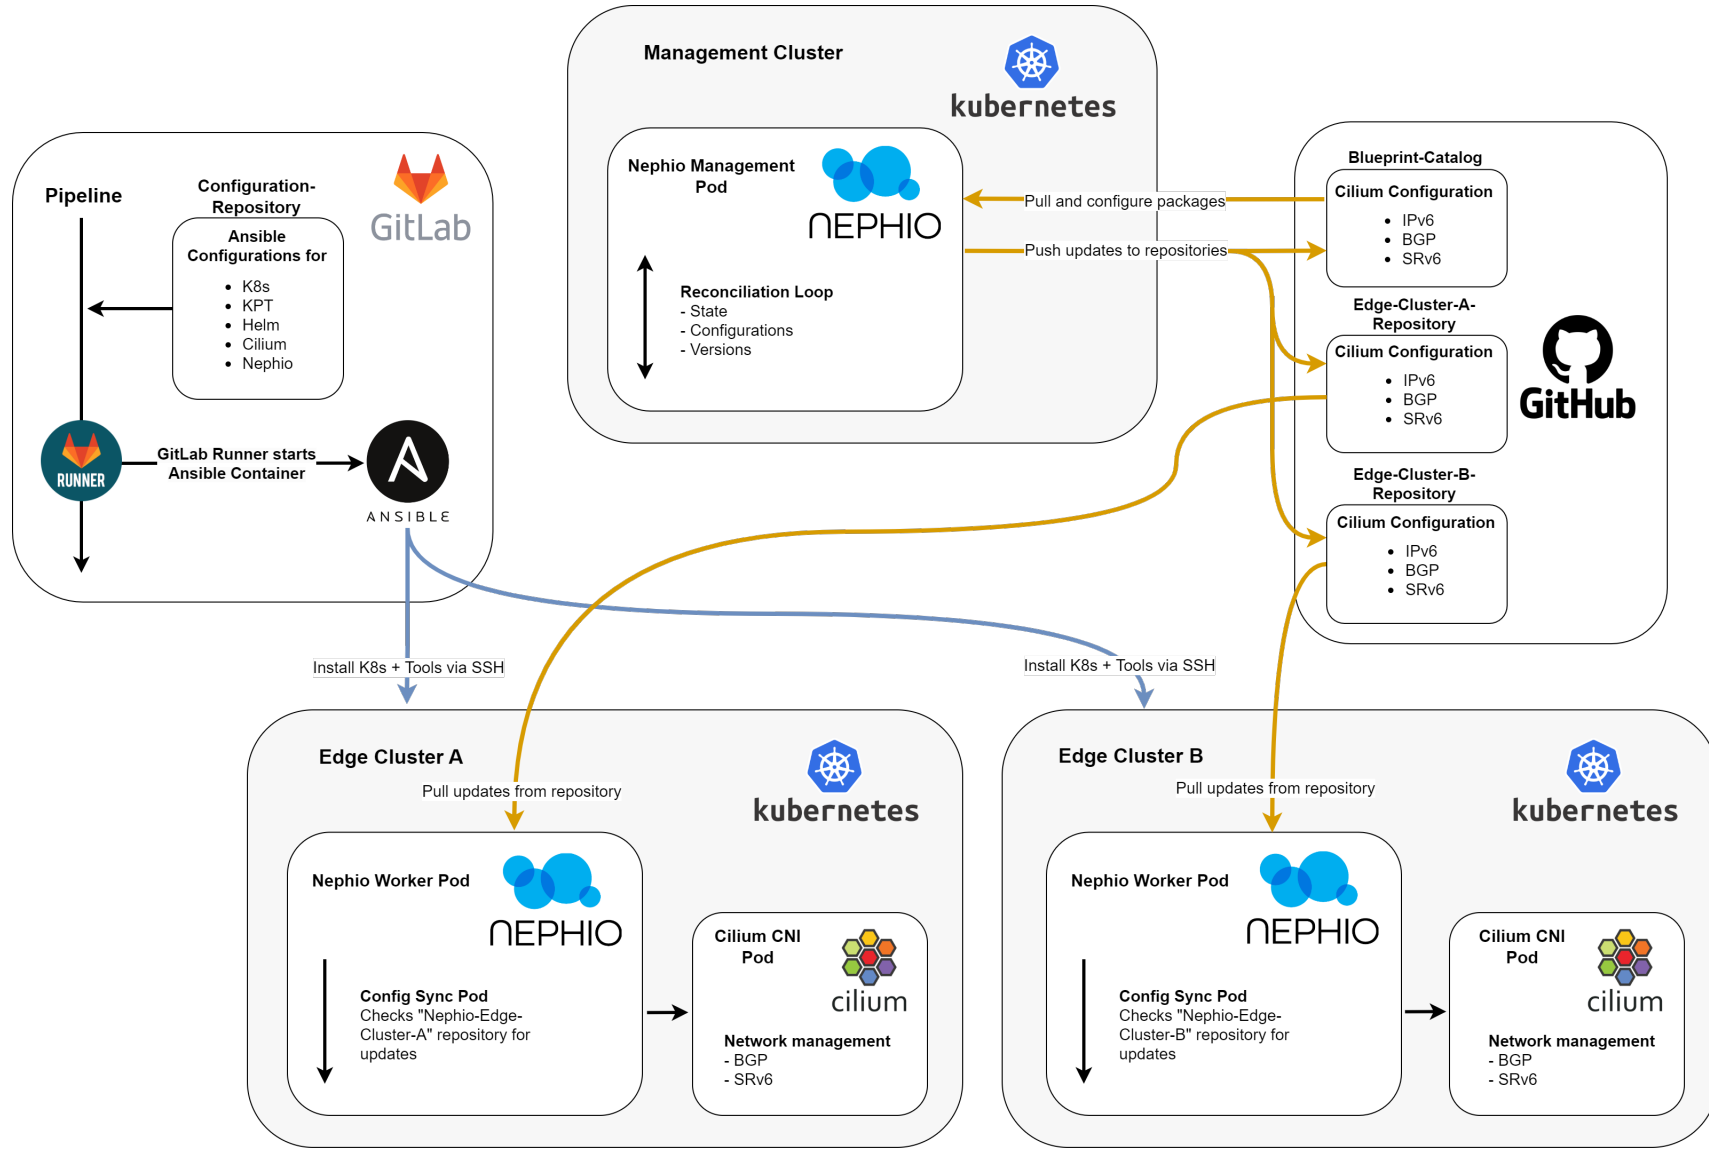 Management Cluster
kubernetes
Nephio Management
Pod
NEPHIO
Reconciliation Loop
- State
- Configurations
- Versions
Pipeline
Configuration-
Repository
GitLab
Ansible
Configurations for
• K8s
• KPT
• Helm
• Cilium
• Nephio
RUNNER
GitLab Runner starts
Ansible Container
ANSIBLE
Pull and configure packages
Push updates to repositories
Blueprint-Catalog
Cilium Configuration
• IPv6
• BGP
• SRv6
Edge-Cluster-A-
Repository
Cilium Configuration
• IPv6
• BGP
• SRv6
GitHub
Edge-Cluster-B-
Repository
Cilium Configuration
• IPv6
• BGP
• SRv6
Install K8s + Tools via SSH
Install K8s + Tools via SSH
Edge Cluster A
kubernetes
Pull updates from repository
Nephio Worker Pod
NEPHIO
Config Sync Pod
Checks "Nephio-Edge-
Cluster-A" repository for
updates
Cilium CNI
Pod
cilium
Network management
- BGP
- SRv6
Edge Cluster B
kubernetes
Pull updates from repository
Nephio Worker Pod
NEPHIO
Config Sync Pod
Checks "Nephio-Edge-
Cluster-B" repository for
updates
Cilium CNI
Pod
cilium
Network management
- BGP
- SRv6